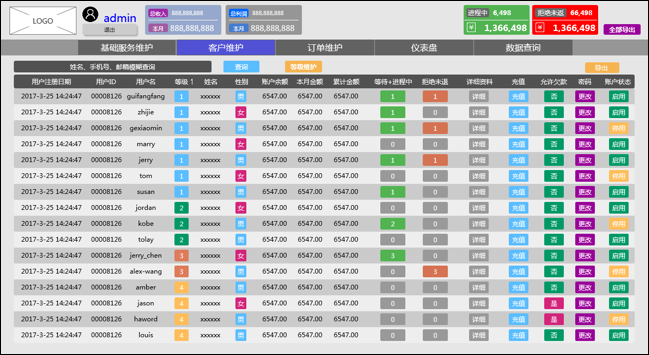 LOGO
admin
退出
总收入 888,888,888
本月 888,888,888
总利润 888,888,888
本月 888,888,888
进行中 6,498
¥ 1,366,498
拒绝未返 66,498
¥ 1,366,498
全部导出
基础服务维护 客户维护 订单维护 仪表盘 数据查询
姓名、手机号、邮箱模糊查询 查询 等级维护 导出
用户注册日期 用户ID 用户名 等级 1 姓名 性别 账户余额 本月金额 累计金额 等待+进程中 拒绝未退 详细资料 充值 允许欠款 密码 账户状态
2017-3-25 14:24:47 00008126 guifangfang 1 xxxxxx 男 6547.00 6547.00 6547.00 1 1 详细 充值 否 更改 启用
2017-3-25 14:24:47 00008126 zhijie 1 xxxxxx 女 6547.00 6547.00 6547.00 1 0 详细 充值 否 更改 启用
2017-3-25 14:24:47 00008126 gexiaomin 1 xxxxxx 男 6547.00 6547.00 6547.00 1 1 详细 充值 否 更改 停用
2017-3-25 14:24:47 00008126 marry 1 xxxxxx 女 6547.00 6547.00 6547.00 0 0 详细 充值 否 更改 启用
2017-3-25 14:24:47 00008126 jerry 1 xxxxxx 男 6547.00 6547.00 6547.00 1 1 详细 充值 否 更改 启用
2017-3-25 14:24:47 00008126 tom 1 xxxxxx 女 6547.00 6547.00 6547.00 0 0 详细 充值 否 更改 停用
2017-3-25 14:24:47 00008126 susan 1 xxxxxx 男 6547.00 6547.00 6547.00 1 0 详细 充值 否 更改 启用
2017-3-25 14:24:47 00008126 jordan 2 xxxxxx 女 6547.00 6547.00 6547.00 0 0 详细 充值 否 更改 启用
2017-3-25 14:24:47 00008126 kobe 2 xxxxxx 男 6547.00 6547.00 6547.00 2 0 详细 充值 否 更改 停用
2017-3-25 14:24:47 00008126 tolay 2 xxxxxx 男 6547.00 6547.00 6547.00 0 0 详细 充值 否 更改 启用
2017-3-25 14:24:47 00008126 jerry_chen 3 xxxxxx 女 6547.00 6547.00 6547.00 3 0 详细 充值 否 更改 启用
2017-3-25 14:24:47 00008126 alex-wang 3 xxxxxx 男 6547.00 6547.00 6547.00 0 3 详细 充值 否 更改 停用
2017-3-25 14:24:47 00008126 amber 4 xxxxxx 男 6547.00 6547.00 6547.00 0 0 详细 充值 否 更改 启用
2017-3-25 14:24:47 00008126 jason 4 xxxxxx 女 6547.00 6547.00 6547.00 0 0 详细 充值 是 更改 启用
2017-3-25 14:24:47 00008126 haword 4 xxxxxx 男 6547.00 6547.00 6547.00 0 0 详细 充值 是 更改 停用
2017-3-25 14:24:47 00008126 louis 4 xxxxxx 男 6547.00 6547.00 6547.00 0 0 详细 充值 否 更改 启用